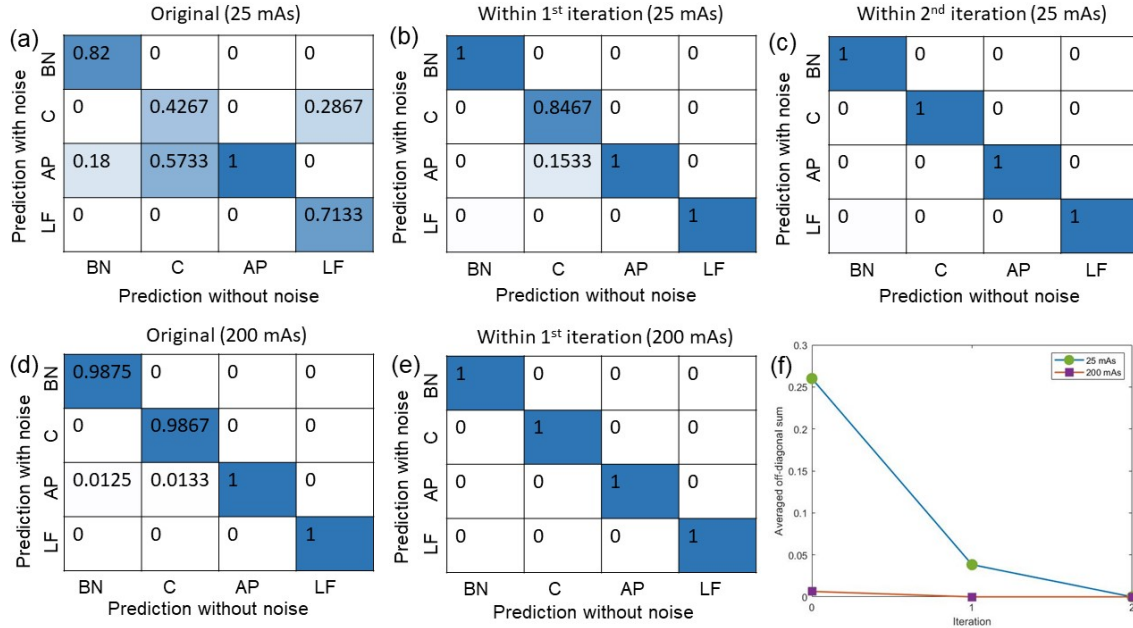 (a)
Original (25 mAs)
Prediction with noise
BN
0.82 0 0 0
C
0 0.4267 0 0.2867
AP
0.18 0.5733 1 0
LF
0 0 0 0.7133
BN C AP LF
Prediction without noise
(b)
Within 1st iteration (25 mAs)
Prediction with noise
BN
1 0 0 0
C
0 0.8467 0 0
AP
0 0.1533 1 0
LF
0 0 0 1
BN C AP LF
Prediction without noise
(c)
Within 2nd iteration (25 mAs)
Prediction with noise
BN
1 0 0 0
C
0 1 0 0
AP
0 0 1 0
LF
0 0 0 1
BN C AP LF
Prediction without noise
(d)
Original (200 mAs)
Prediction with noise
BN
0.9875 0 0 0
C
0 0.9867 0 0
AP
0.0125 0.0133 1 0
LF
0 0 0 1
BN C AP LF
Prediction without noise
(e)
Within 1st iteration (200 mAs)
Prediction with noise
BN
1 0 0 0
C
0 1 0 0
AP
0 0 1 0
LF
0 0 0 1
BN C AP LF
Prediction without noise
(f)
Averaged off-diagonal sum
0.3
0.25
0.2
0.15
0.1
0.05
0
25 mAs
200 mAs
0 1 2
Iteration